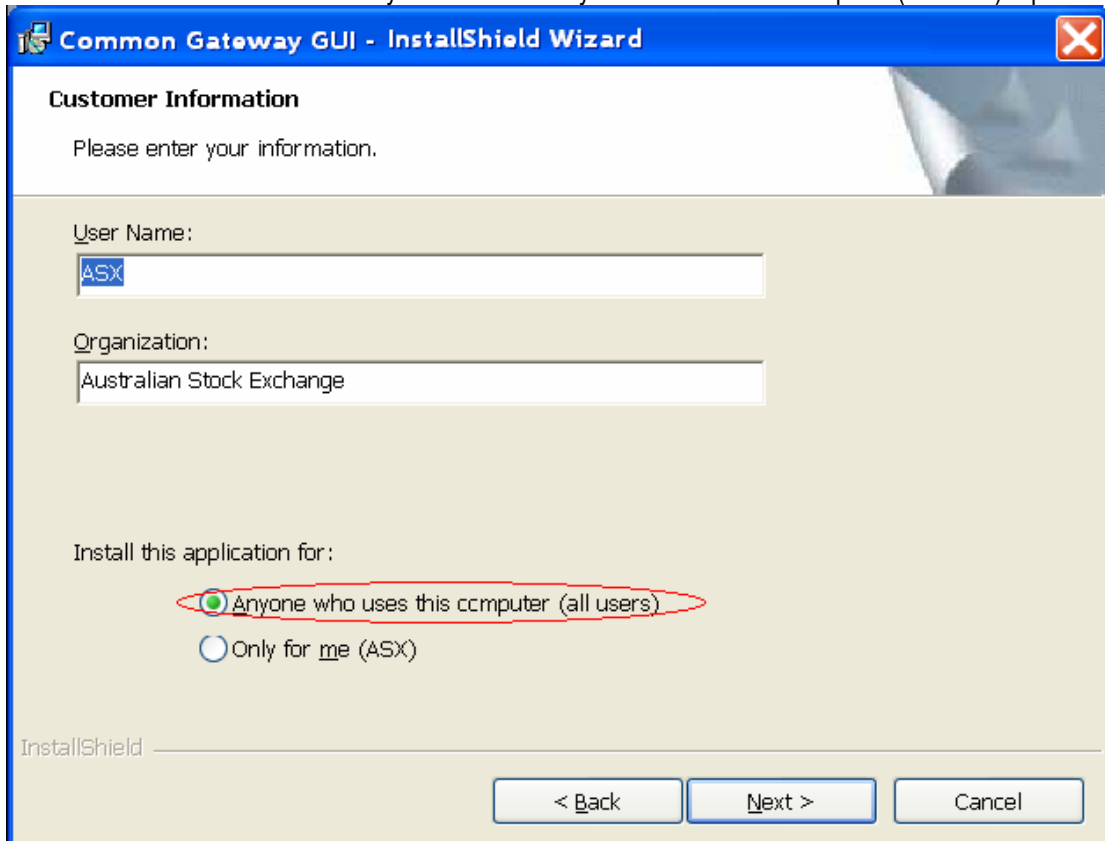 Common Gateway GUI - InstallShield Wizard
Customer Information
Please enter your information.
User Name:
ASX
Organization:
Australian Stock Exchange
Install this application for:
Anyone who uses this ccmputer (all users)
Only for me (ASX)
InstallShield
< Back Next > Cancel